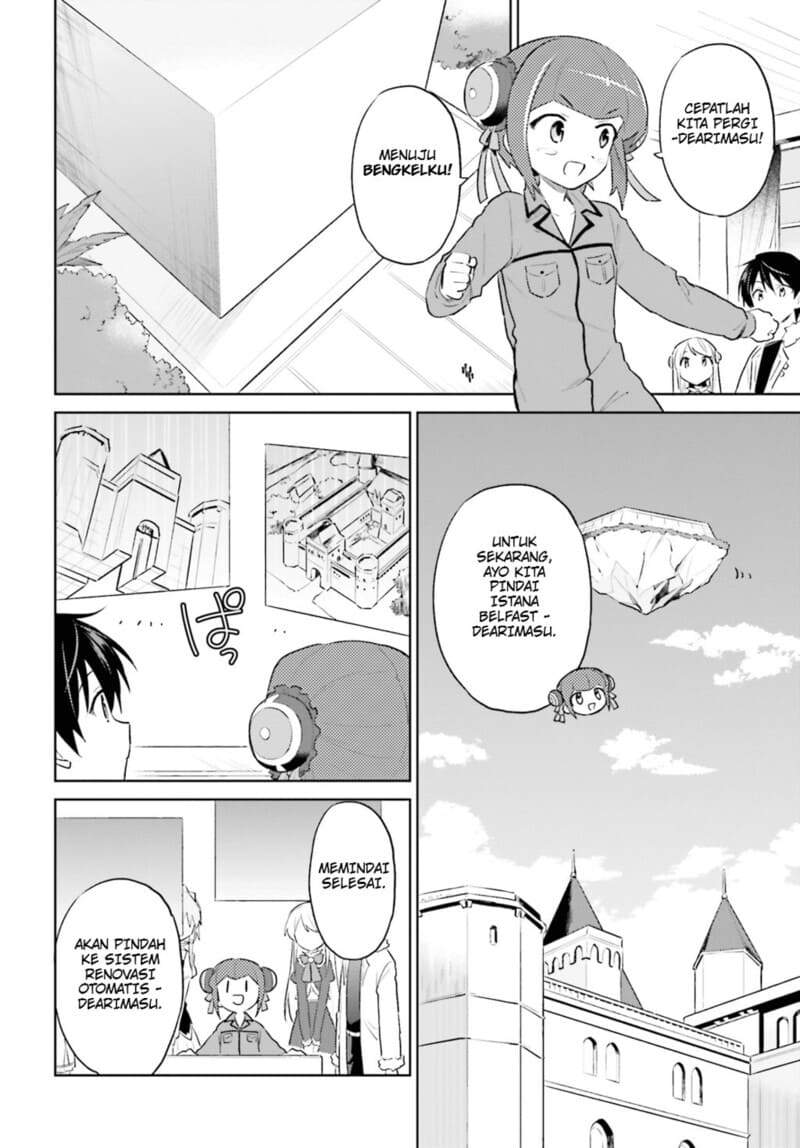 CEPATLAH
KITA PERGI
-DEARIMASU!
MENUJU
BENGKELKU!
UNTUK
SEKARANG,
AYO KITA
PINDAI
ISTANA
BELFAST -
DEARIMASU.
ぱっ
MEMINDAI
SELESAI.
AKAN PINDAH
KE SISTEM
RENOVASI
OTOMATIS -
DEARIMASU.